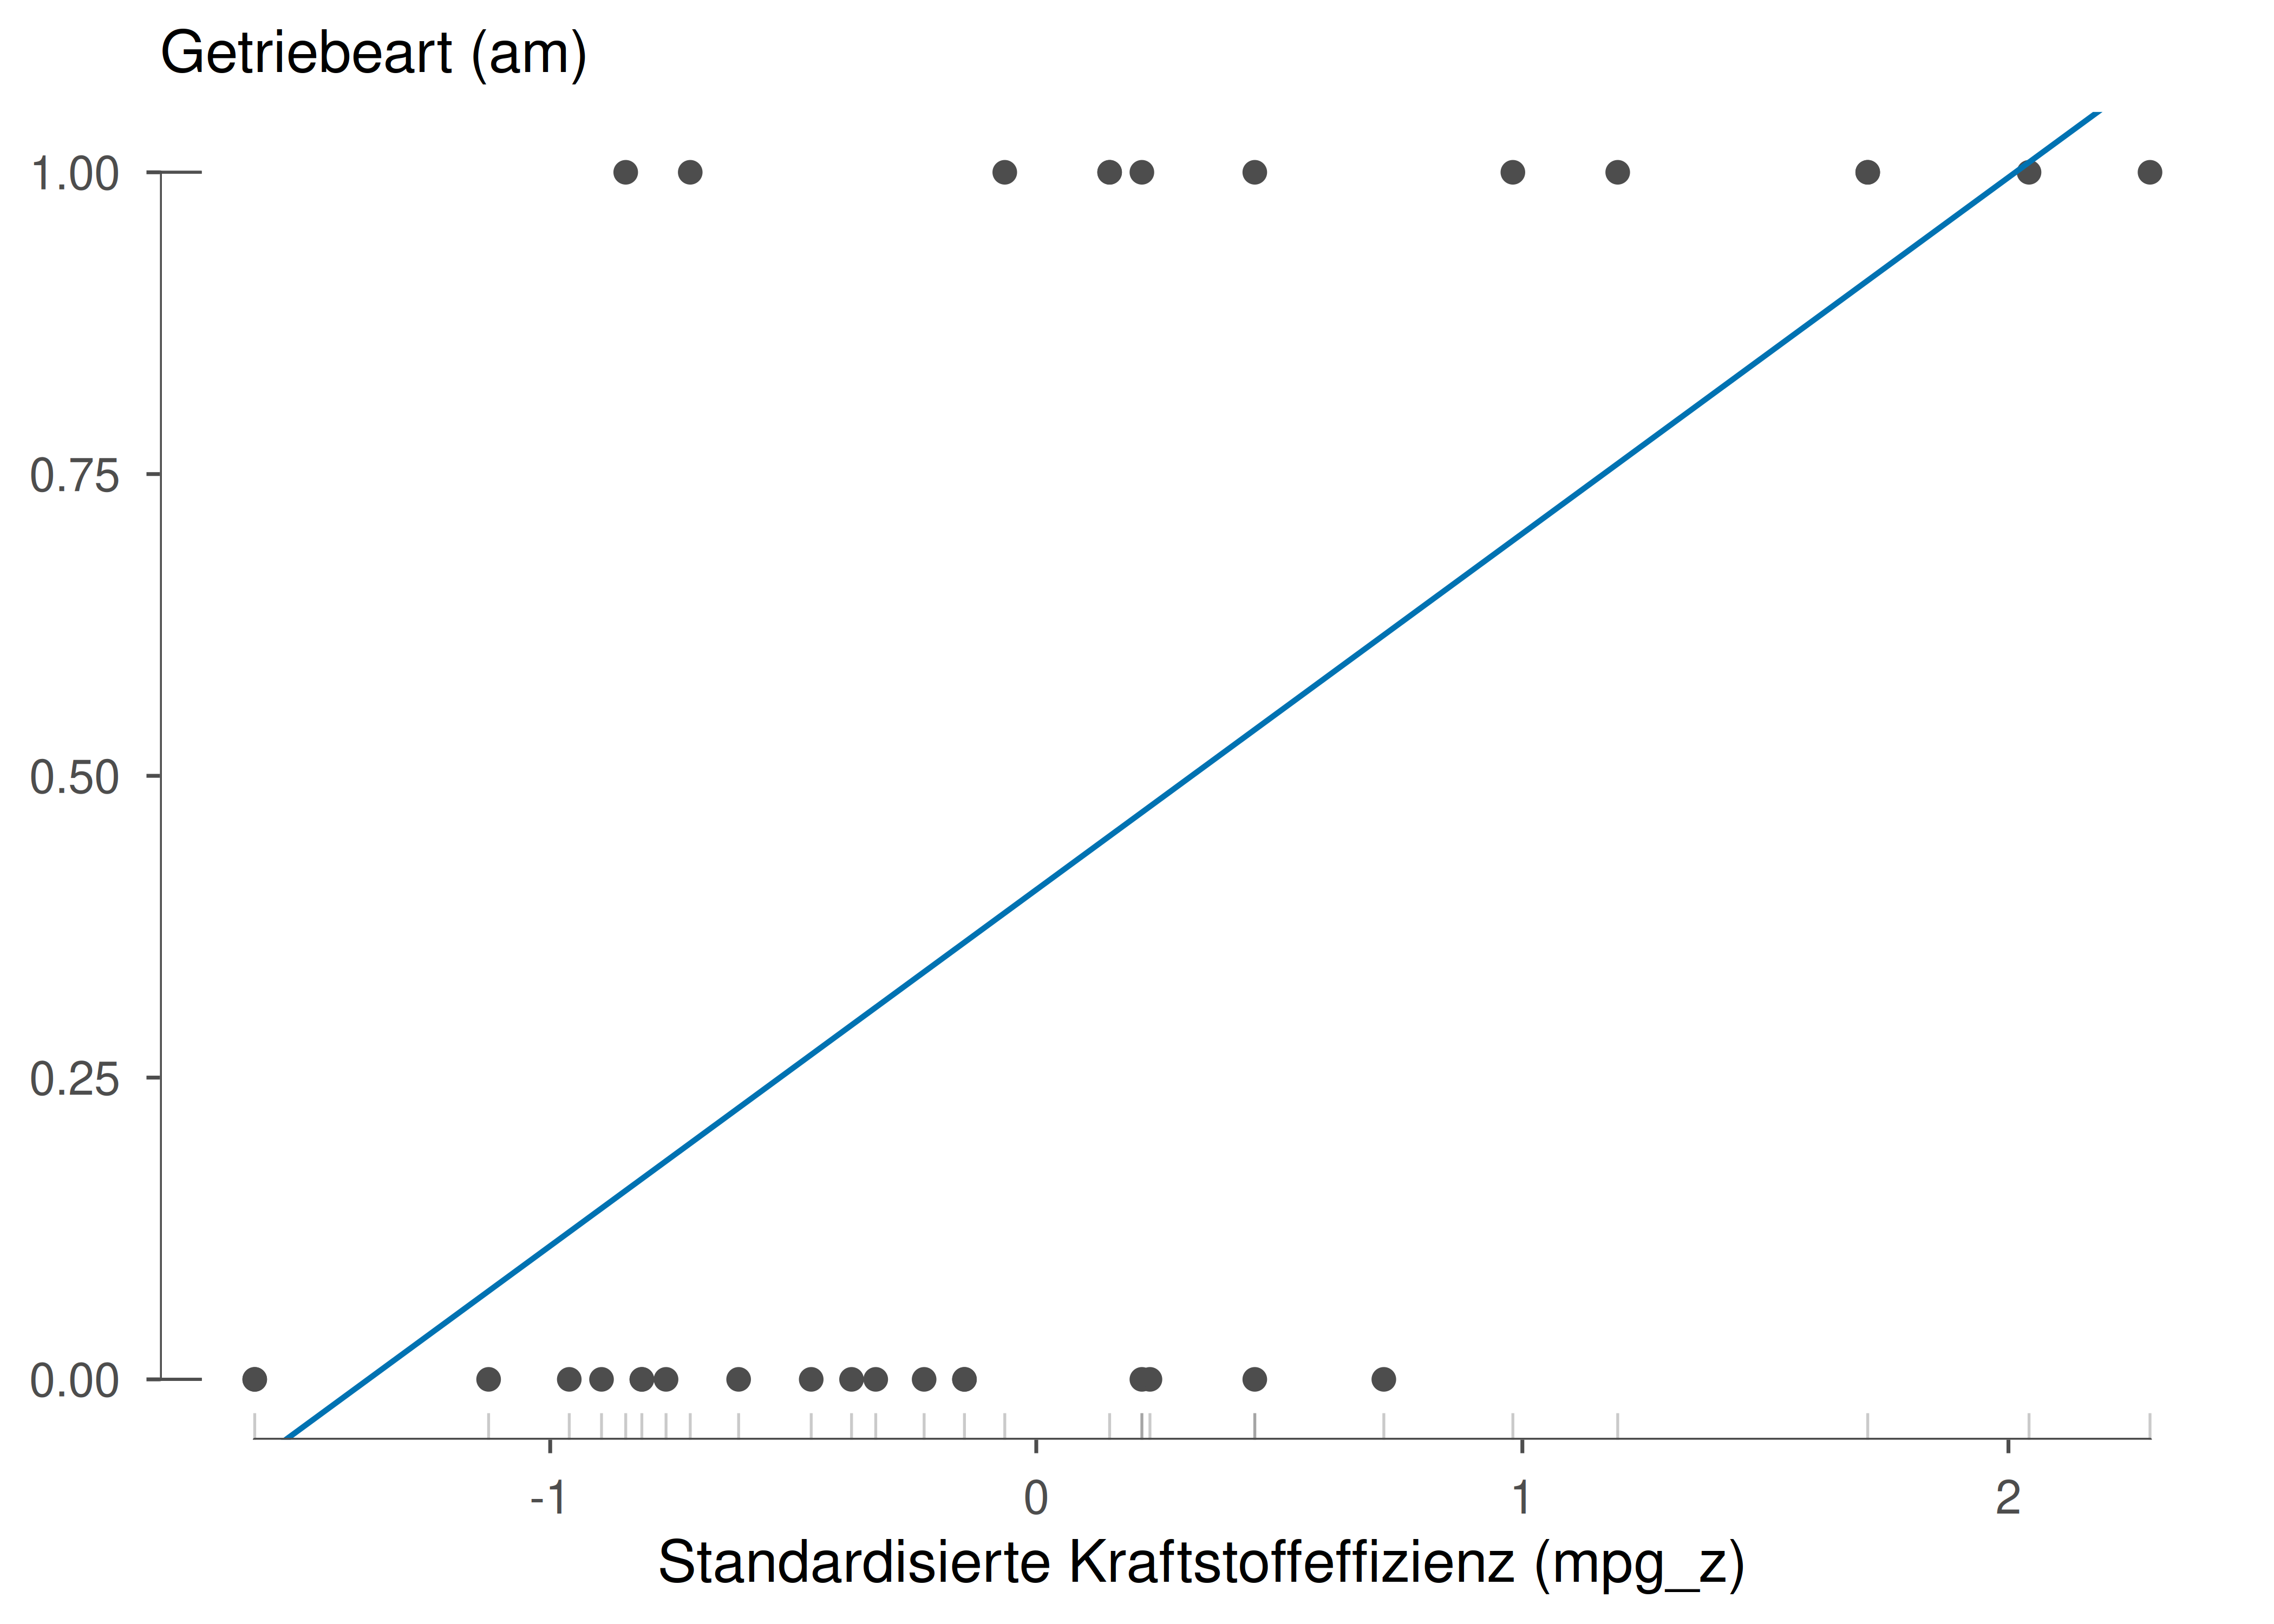 Getriebeart (am)
1.00
0.75
0.50
0.25
0.00
-1 0 1 2
Standardisierte Kraftstoffeffizienz (mpg_z)